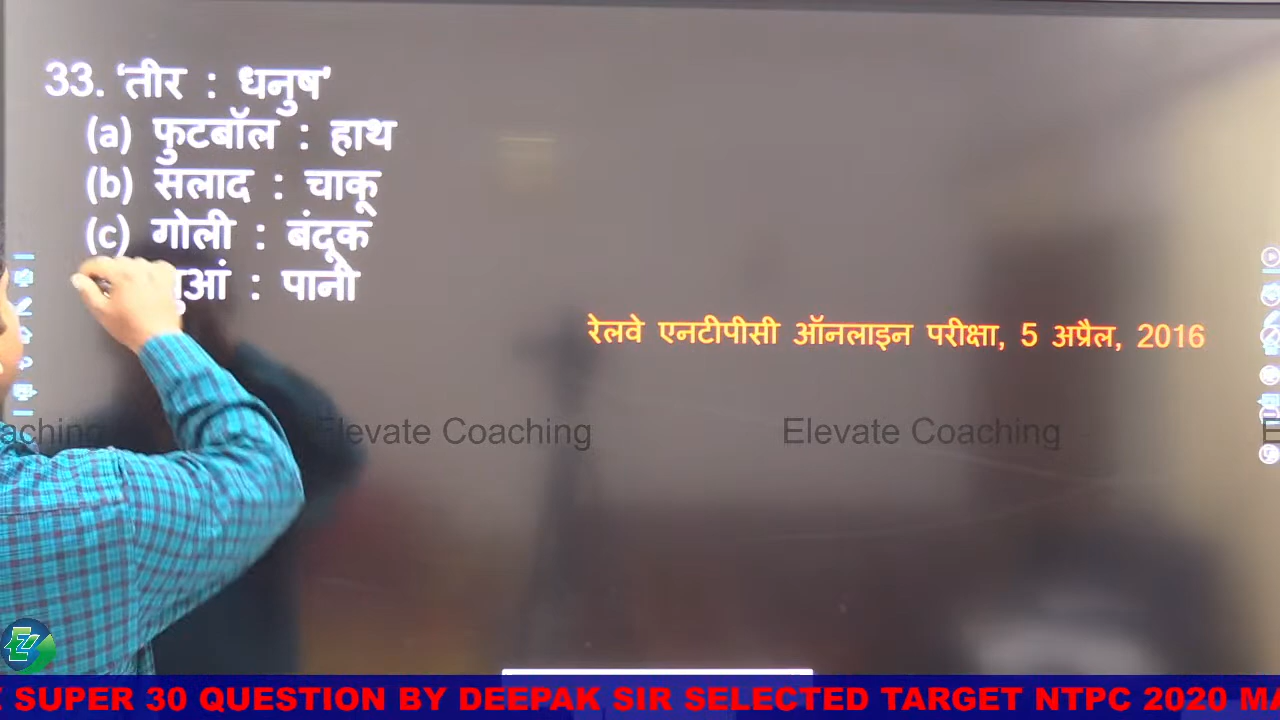 33. 'तीर : धनुष'
(a) फुटबॉल : हाथ
(b) सलाद : चाकू
(c) गोली : बंदूक
: पानी
रेलवे एनटीपीसी ऑनलाइन परीक्षा, 5 अप्रैल, 2016
Elevate Coaching Elevate Coaching
SUPER 30 QUESTION BY DEEPAK SIR SELECTED TARGET NTPC 2020